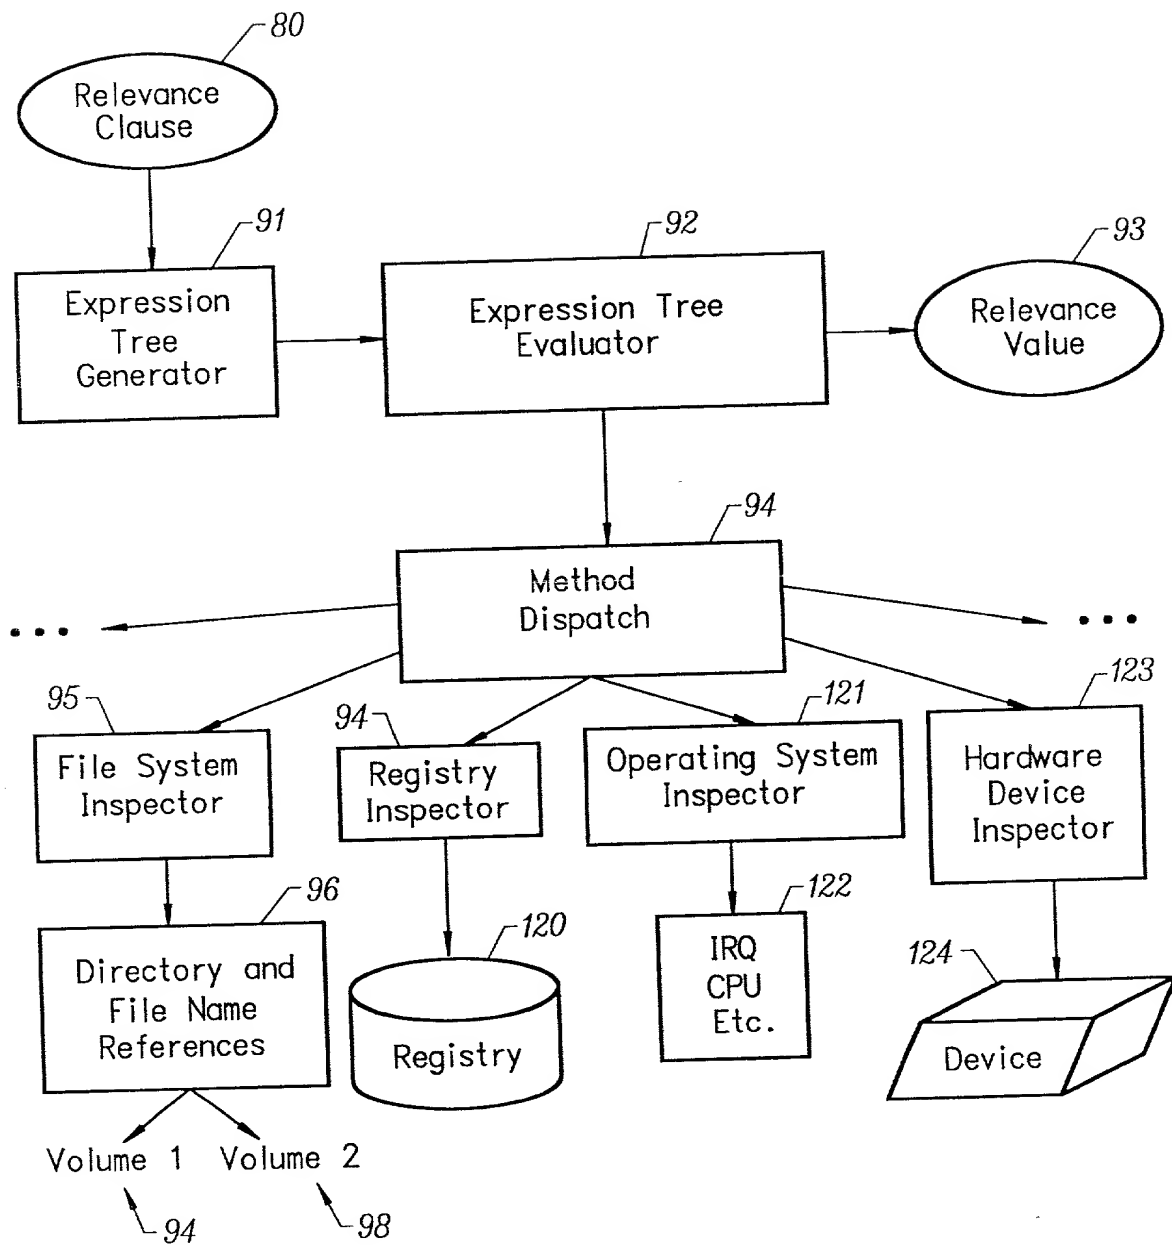 80
Relevance
Clause
91
Expression
Tree
Generator
92
Expression Tree
Evaluator
93
Relevance
Value
94
Method
Dispatch
• • •
• • •
95
File System
Inspector
94
Registry
Inspector
121
Operating System
Inspector
123
Hardware
Device
Inspector
96
Directory and
File Name
References
120
Registry
122
IRQ
CPU
Etc.
124
Device
Volume 1
Volume 2
94
98